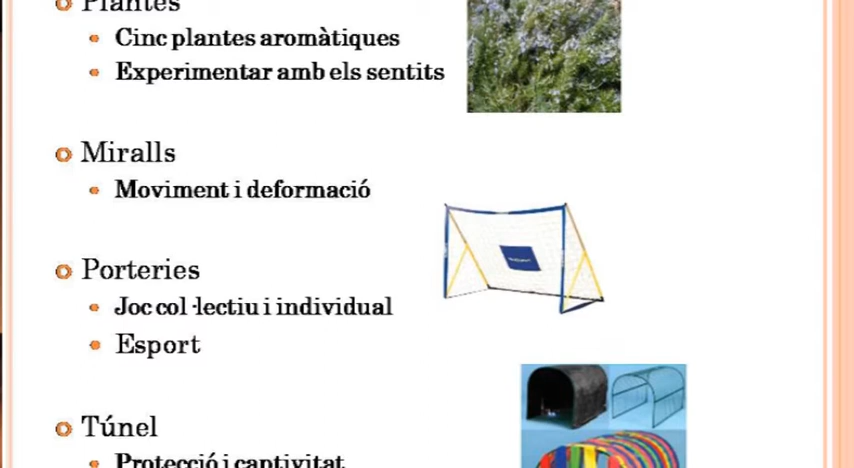 Plantes
Cinc plantes aromàtiques
Experimentar amb els sentits
Miralls
Moviment i deformació
Porteries
Joc col·lectiu i individual
Esport
Túnel
Protecció i captivitat